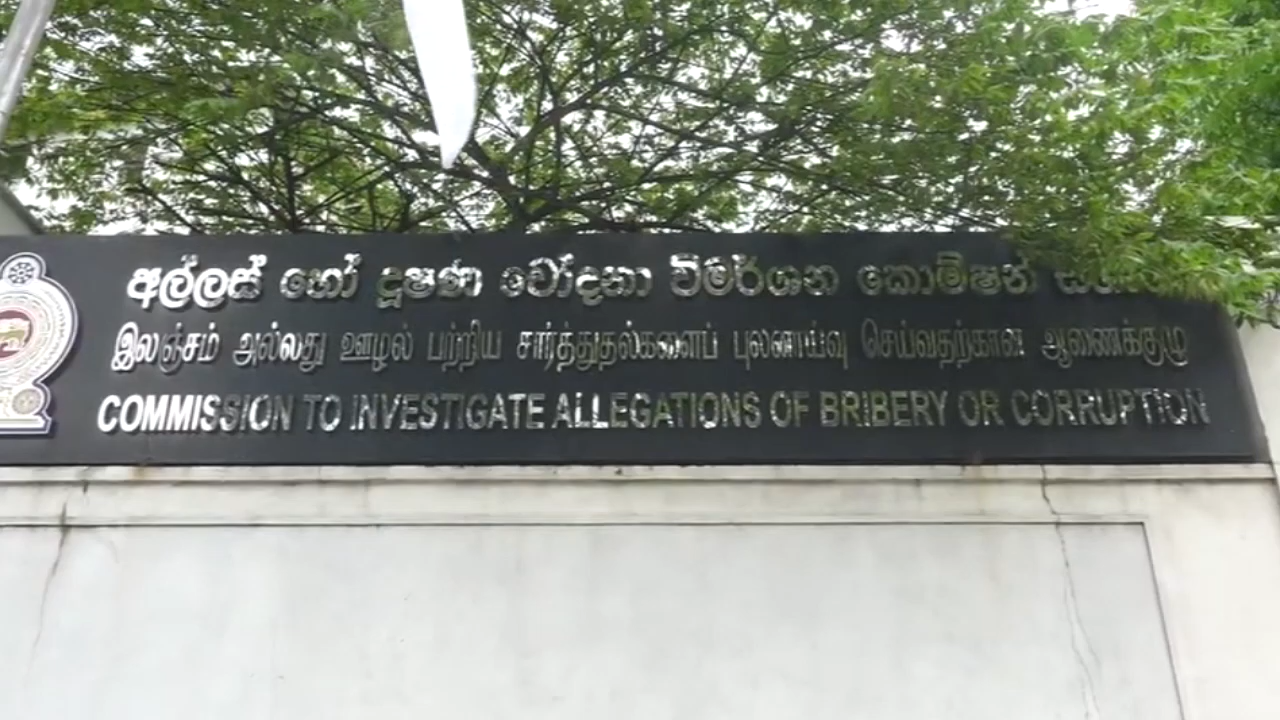 අල්ලස් හෝ දූෂණ චෝදනා විමර්ශන කොමිෂන්
இலஞ்சம் அல்லது ஊழல் பற்றிய சார்த்துதல்களைப் புலனாய்வு செய்வதற்கான ஆணைக்குழு
COMMISSION TO INVESTIGATE ALLEGATIONS OF BRIBERY OR CORRUPTION